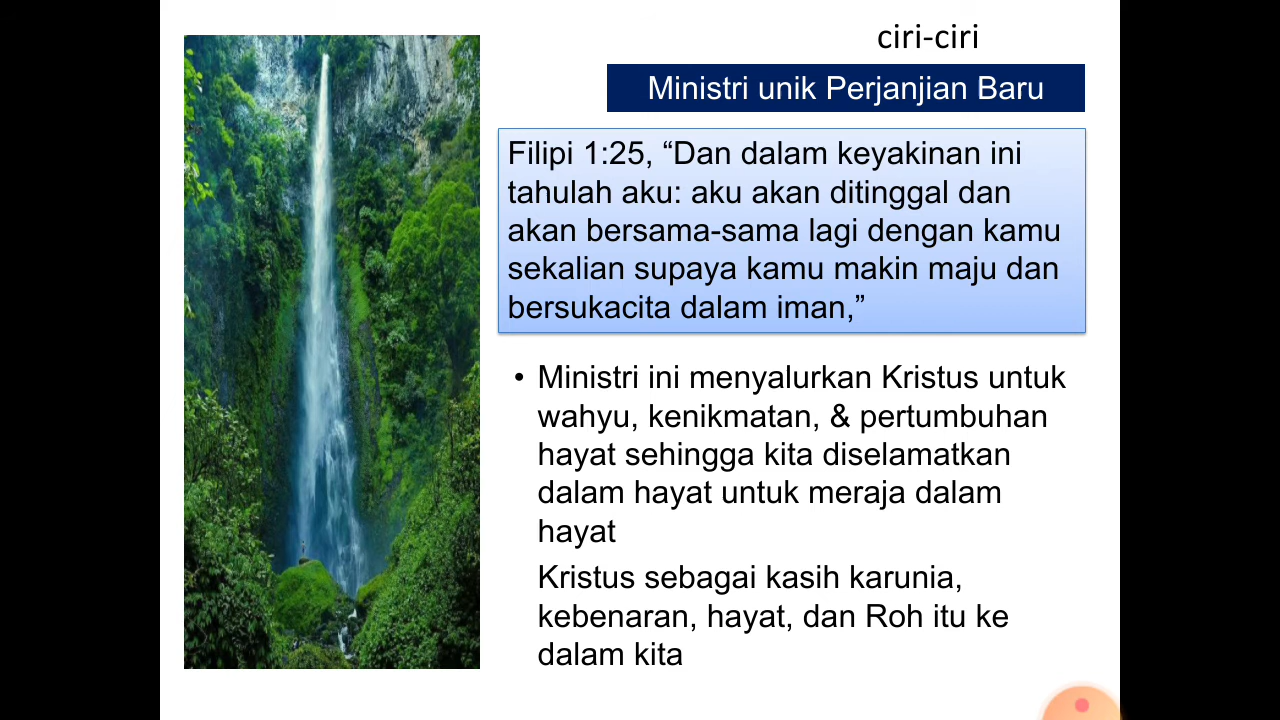 ciri-ciri
Ministri unik Perjanjian Baru
Filipi 1:25, “Dan dalam keyakinan ini
tahulah aku: aku akan ditinggal dan
akan bersama-sama lagi dengan kamu
sekalian supaya kamu makin maju dan
bersukacita dalam iman,”
• Ministri ini menyalurkan Kristus untuk
wahyu, kenikmatan, & pertumbuhan
hayat sehingga kita diselamatkan
dalam hayat untuk meraja dalam
hayat
Kristus sebagai kasih karunia,
kebenaran, hayat, dan Roh itu ke
dalam kita